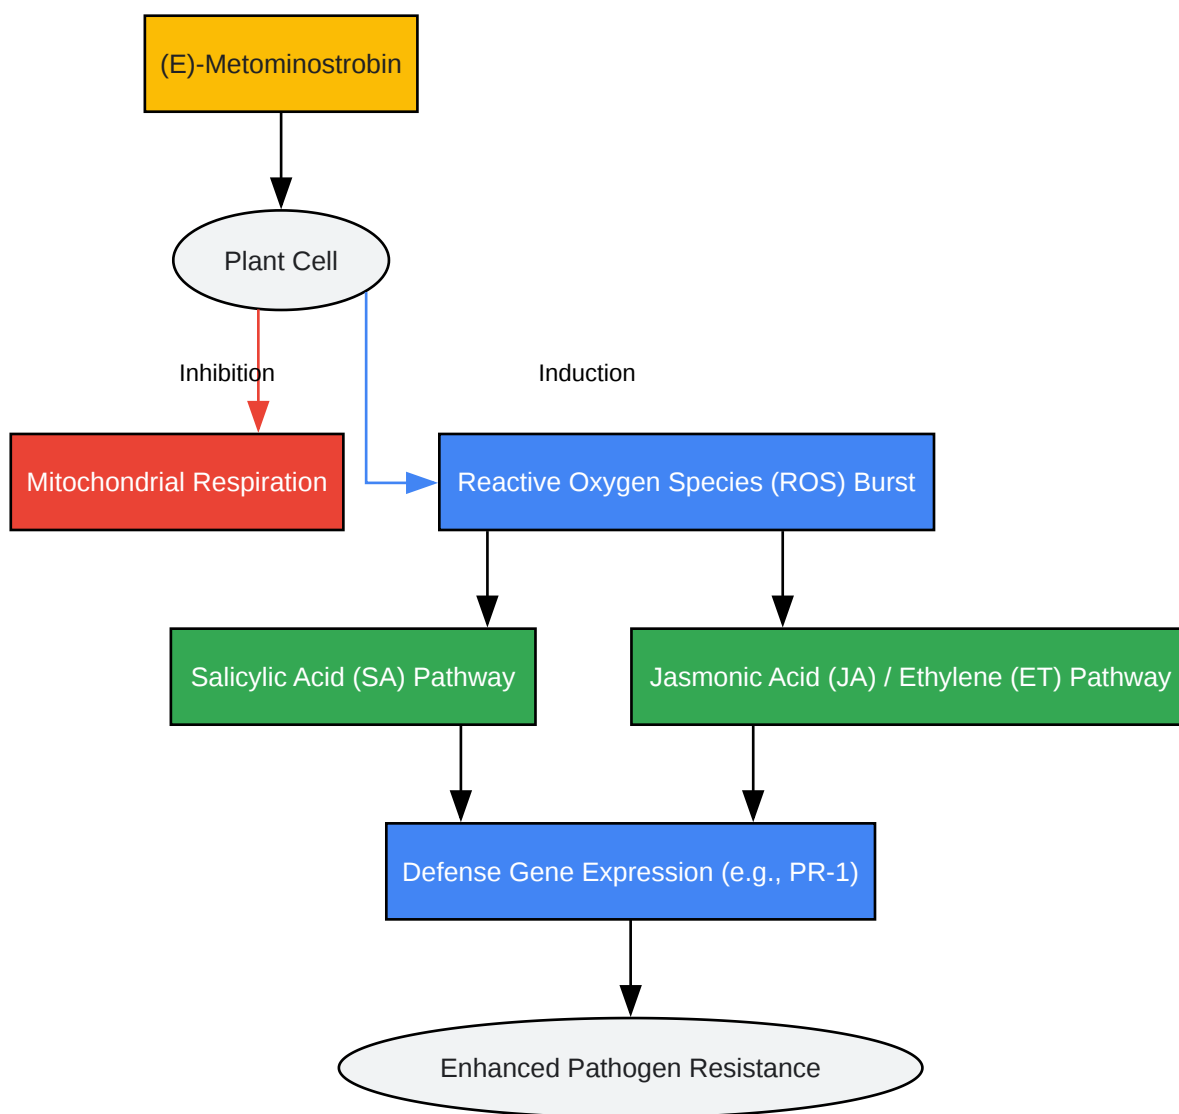 (E)-Metominostrobin
Plant Cell
Inhibition
Induction
Mitochondrial Respiration
Reactive Oxygen Species (ROS) Burst
Salicylic Acid (SA) Pathway
Jasmonic Acid (JA) / Ethylene (ET) Pathway
Defense Gene Expression (e.g., PR-1)
Enhanced Pathogen Resistance